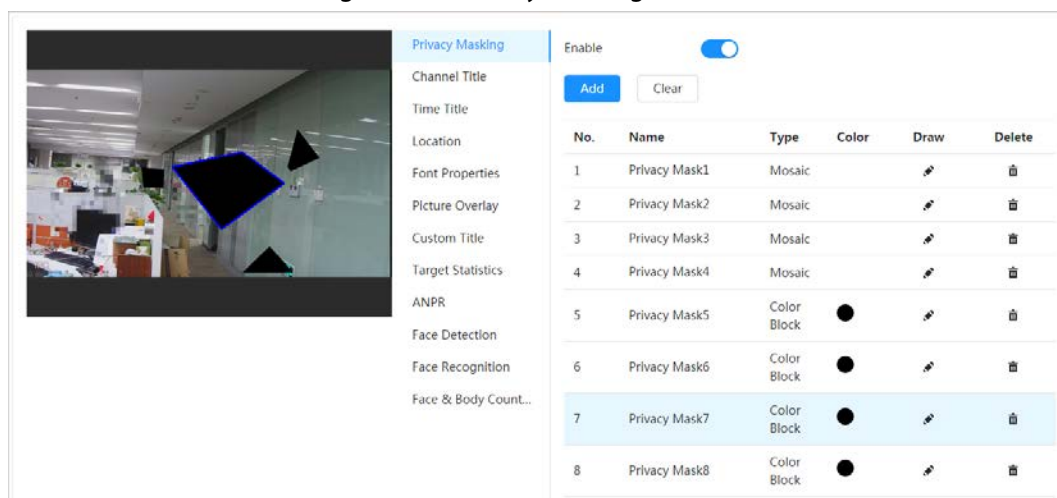 Privacy Masking
Channel Title
Time Title
Location
Font Properties
Picture Overlay
Custom Title
Target Statistics
ANPR
Face Detection
Face Recognition
Face & Body Count...
Enable
Add Clear
No. Name Type Color Draw Delete
1 Privacy Mask1 Mosaic
2 Privacy Mask2 Mosaic
3 Privacy Mask3 Mosaic
4 Privacy Mask4 Mosaic
5 Privacy Mask5 Color
Block
6 Privacy Mask6 Color
Block
7 Privacy Mask7 Color
Block
8 Privacy Mask8 Color
Block